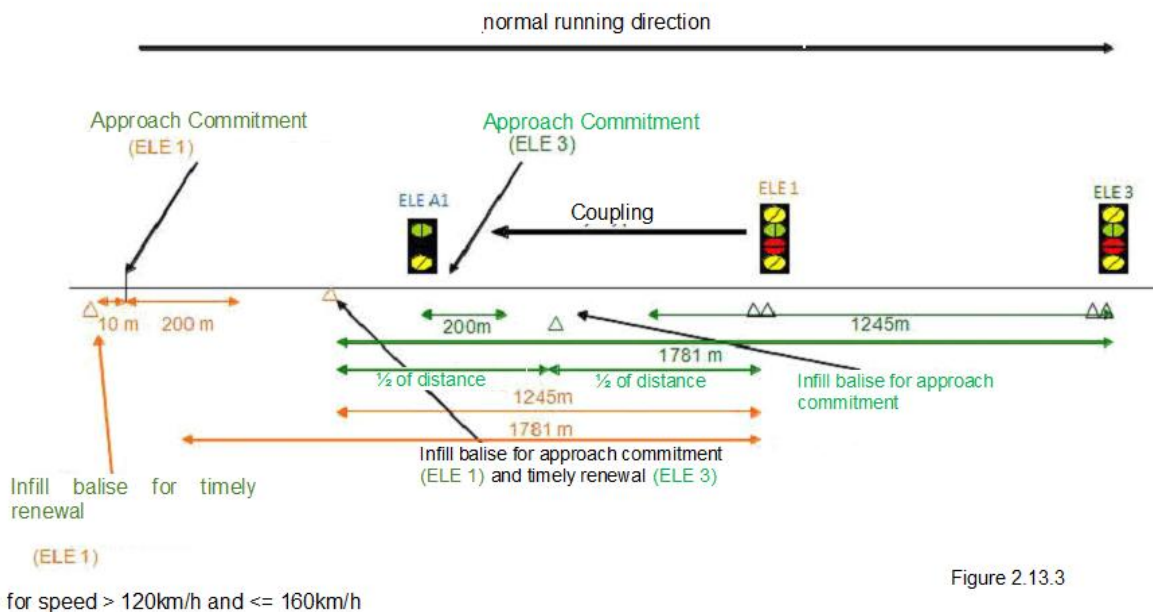 normal running direction
Approach Commitment
(ELE 1)
Approach Commitment
(ELE 3)
ELE A1
Coupling
ELE 1
ELE 3
10 m
200 m
200m
1245m
1781 m
½ of distance
½ of distance
Infill balise for approach
commitment
1245m
1781 m
Infill balise for approach commitment
(ELE 1) and timely renewal (ELE 3)
Infill balise for timely
renewal
(ELE 1)
Figure 2.13.3
for speed > 120km/h and <= 160km/h